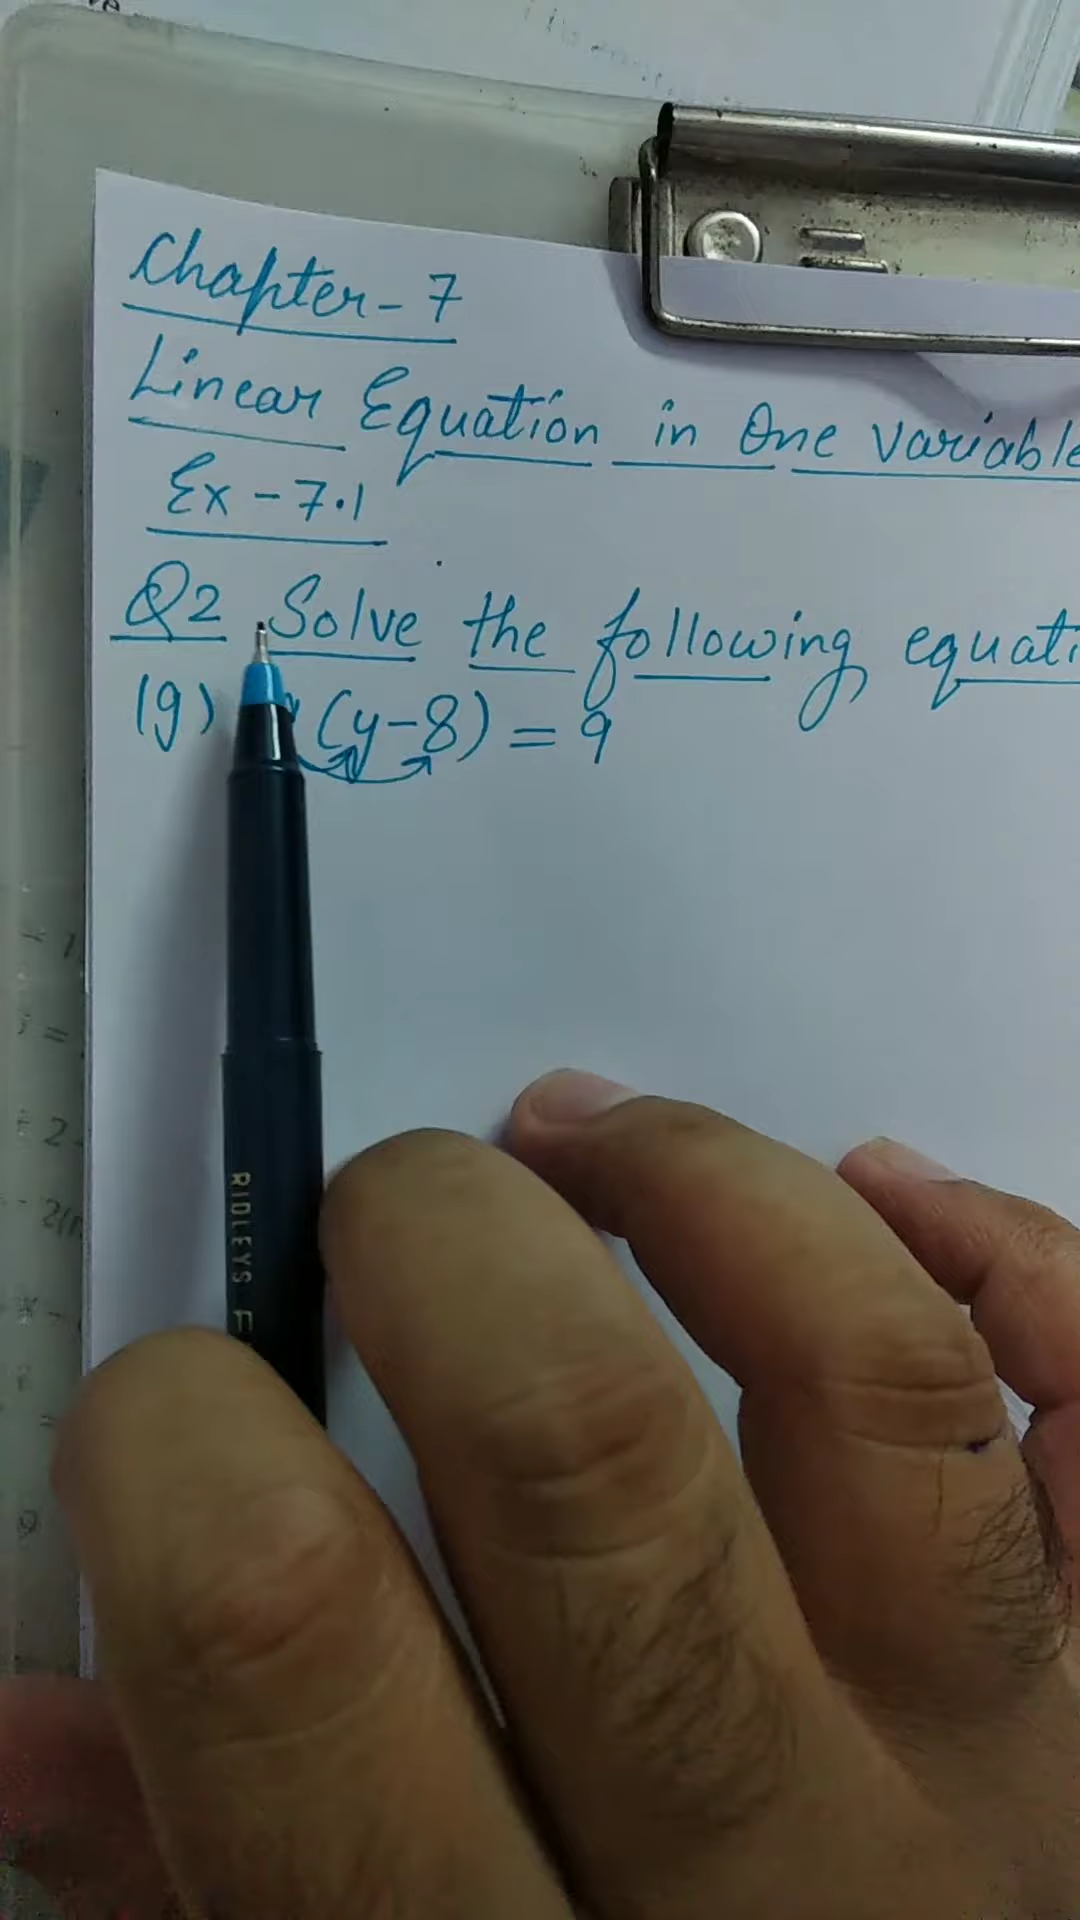 Chapter - 7
Linear Equation in One Variable
Ex - 7.1
Q2 Solve the following equati
(g) (y-8) = 9
RIDLEYS